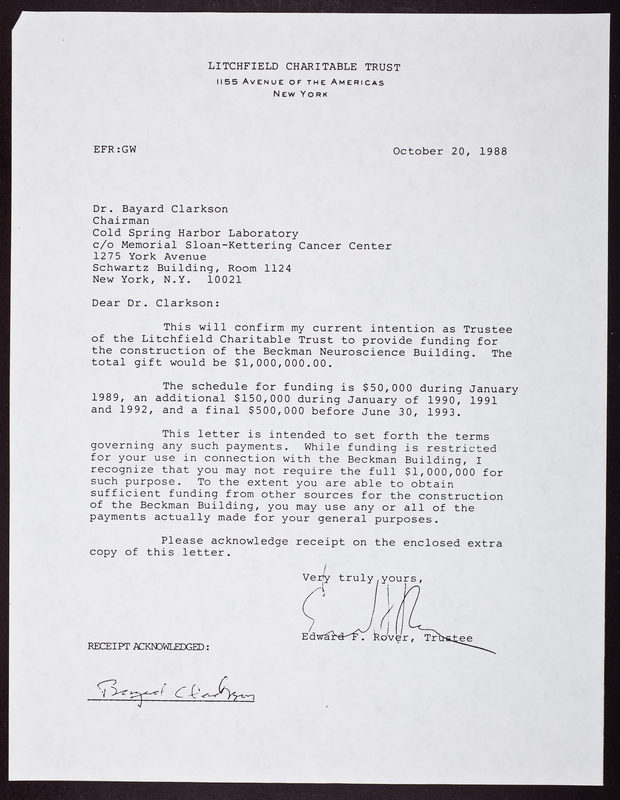 LITCHFIELD CHARITABLE TRUST
1155 AVENUE OF THE AMERICAS
NEW YORK
EFR:GW
October 20, 1988
Dr. Bayard Clarkson
Chairman
Cold Spring Harbor Laboratory
c/o Memorial Sloan-Kettering Cancer Center
1275 York Avenue
Schwartz Building, Room 1124
New York, N.Y.  10021
Dear Dr. Clarkson:
This will confirm my current intention as Trustee
of the Litchfield Charitable Trust to provide funding for
the construction of the Beckman Neuroscience Building.  The
total gift would be $1,000,000.00.
The schedule for funding is $50,000 during January
1989, an additional $150,000 during January of 1990, 1991
and 1992, and a final $500,000 before June 30, 1993.
This letter is intended to set forth the terms
governing any such payments.  While funding is restricted
for your use in connection with the Beckman Building, I
recognize that you may not require the full $1,000,000 for
such purpose.  To the extent you are able to obtain
sufficient funding from other sources for the construction
of the Beckman Building, you may use any or all of the
payments actually made for your general purposes.
Please acknowledge receipt on the enclosed extra
copy of this letter.
Very truly yours,
Edward F. Rover, Trustee
RECEIPT ACKNOWLEDGED:
Bayard Clarkson